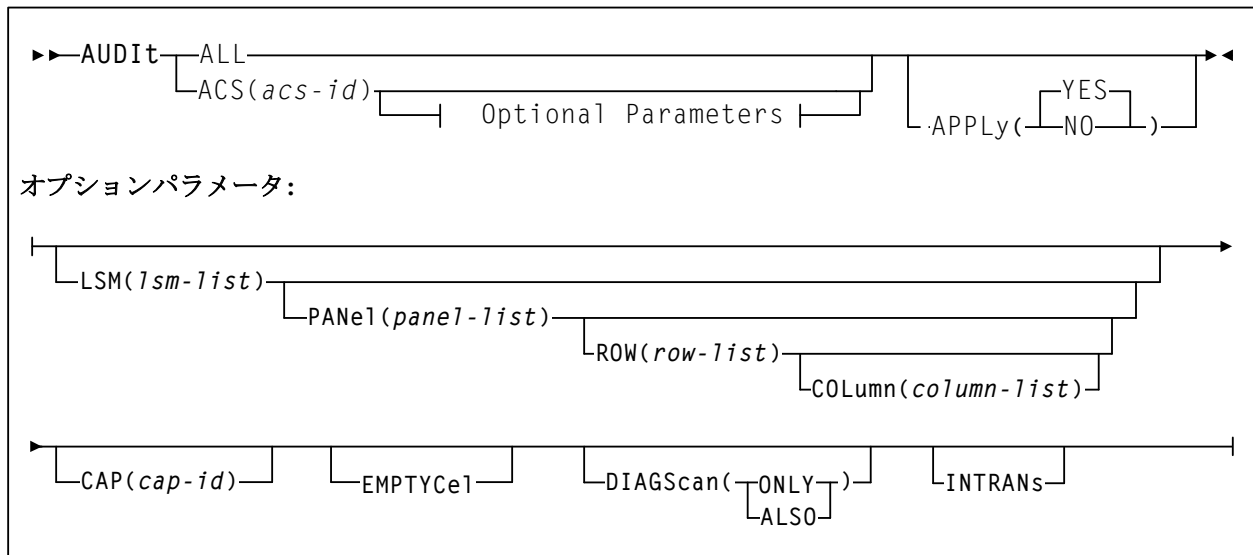 AUDIt ALL
ACS(acs-id)
Optional Parameters
YES
APPLy( NO )
オプションパラメータ:
LSM(lsm-list)
PANel(panel-list)
ROW(row-list)
COLumn(column-list)
CAP(cap-id) EMPTYCel DIAGScan( ONLY ) INTRANs
ALSO